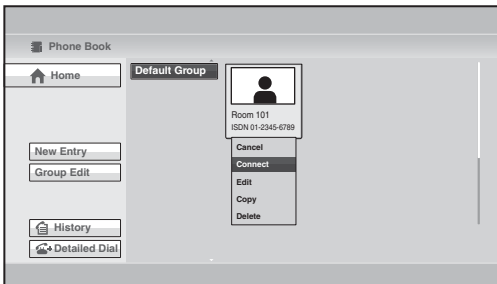 Phone Book
Home
Default Group
Room 101
ISDN 01-2345-6789
Cancel
Connect
Edit
Copy
Delete
New Entry
Group Edit
History
Detailed Dial